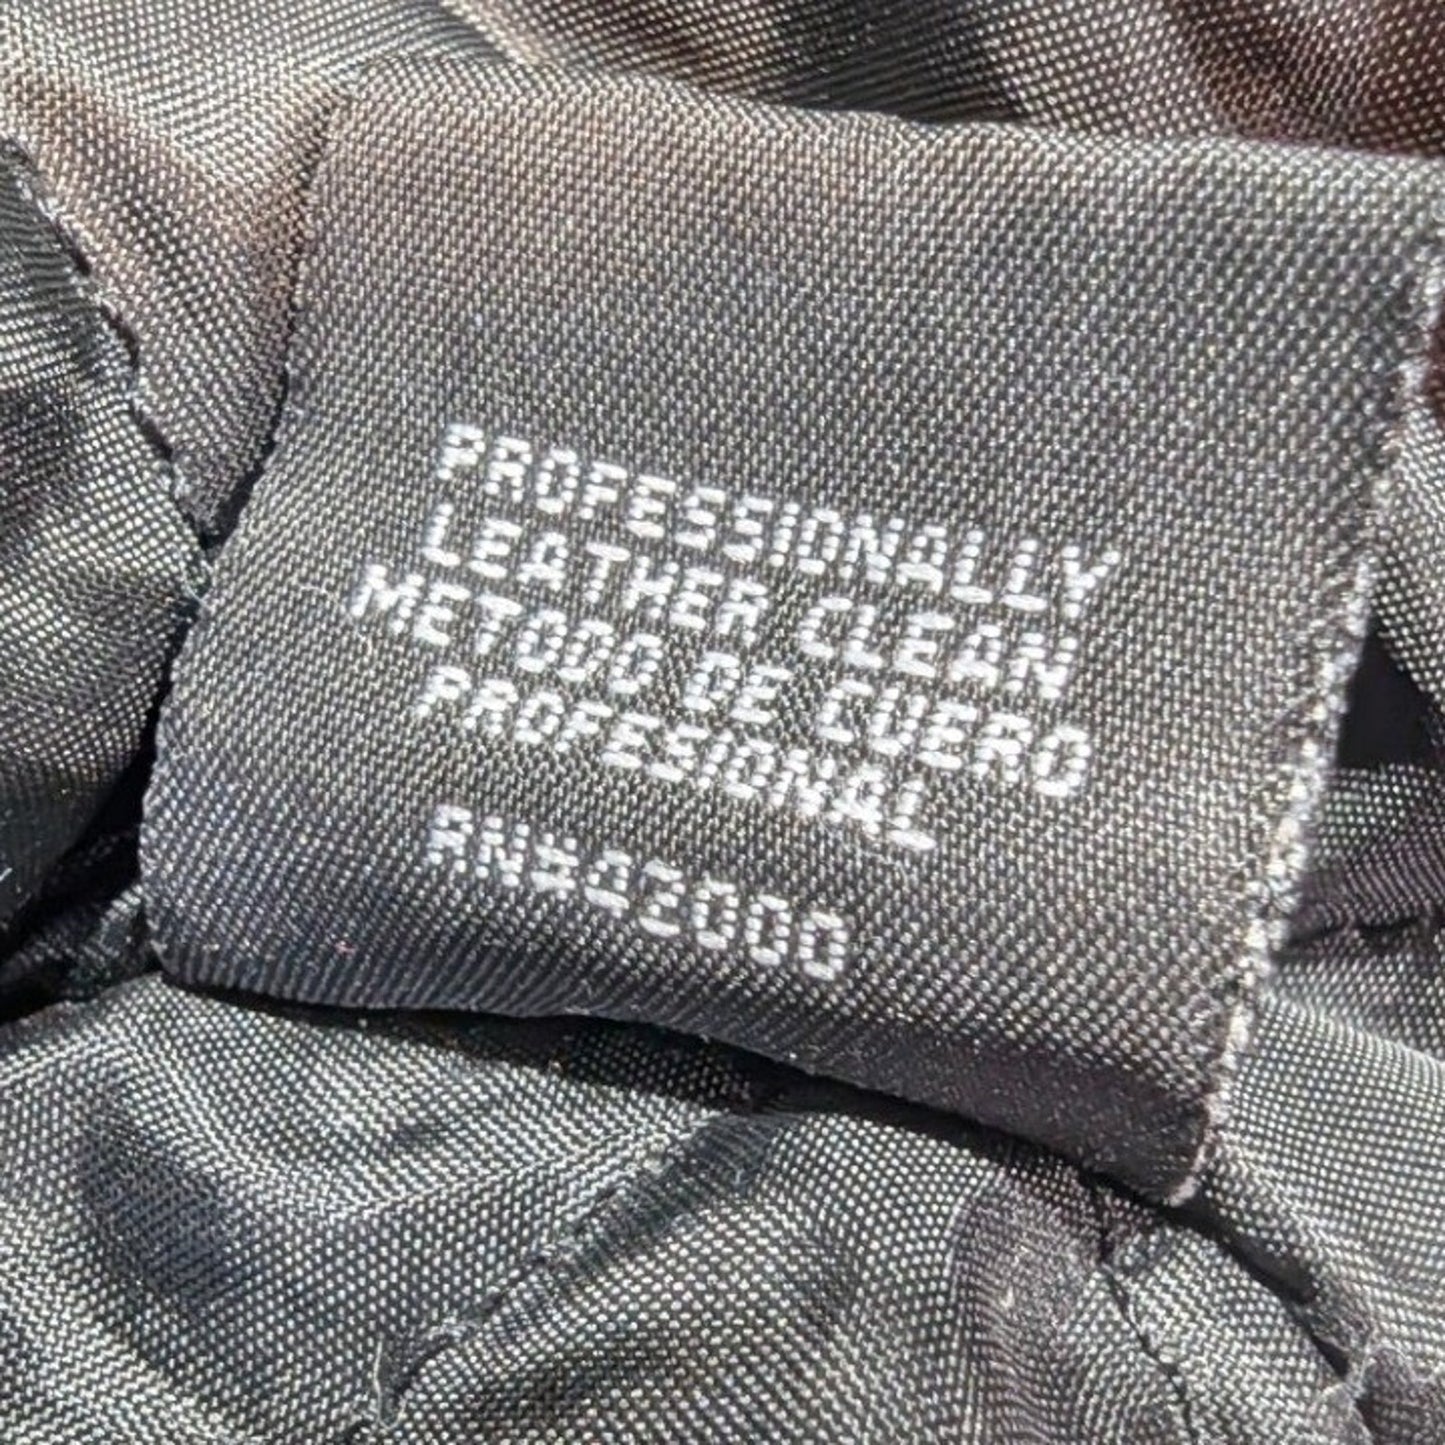 PROFESSIONALLY
LEATHER CLEAN
METODO DE CUERO
PROFESIONAL
RN#42000